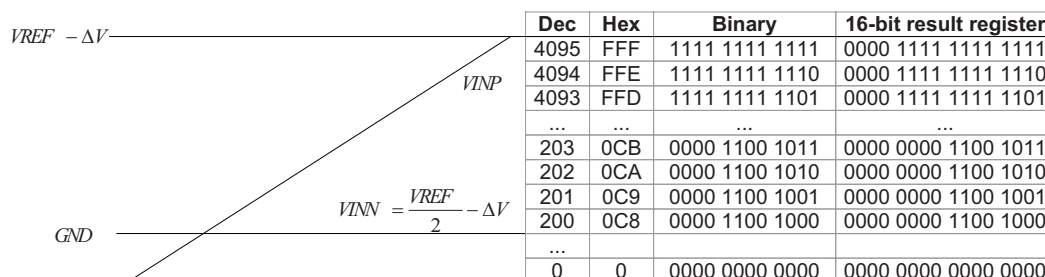 Dec Hex Binary 16-bit result register
VREF − ΔV
4095 FFF 1111 1111 1111 0000 1111 1111 1111
4094 FFE 1111 1111 1110 0000 1111 1111 1110
VINP
4093 FFD 1111 1111 1101 0000 1111 1111 1101
... ... ... ...
203 0CB 0000 1100 1011 0000 0000 1100 1011
202 0CA 0000 1100 1010 0000 0000 1100 1010
201 0C9 0000 1100 1001 0000 0000 1100 1001
VINN = VREF/2 − ΔV
200 0C8 0000 1100 1000 0000 0000 1100 1000
GND
...
0 0 0000 0000 0000 0000 0000 0000 0000